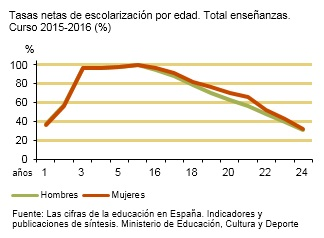 Tasas netas de escolarización por edad. Total enseñanzas.
Curso 2015-2016 (%)
%
100
80
60
40
20
0
años 1 3 16 18 20 22 24
Hombres Mujeres
Fuente: Las cifras de la educación en España. Indicadores y
publicaciones de síntesis. Ministerio de Educación, Cultura y Deporte